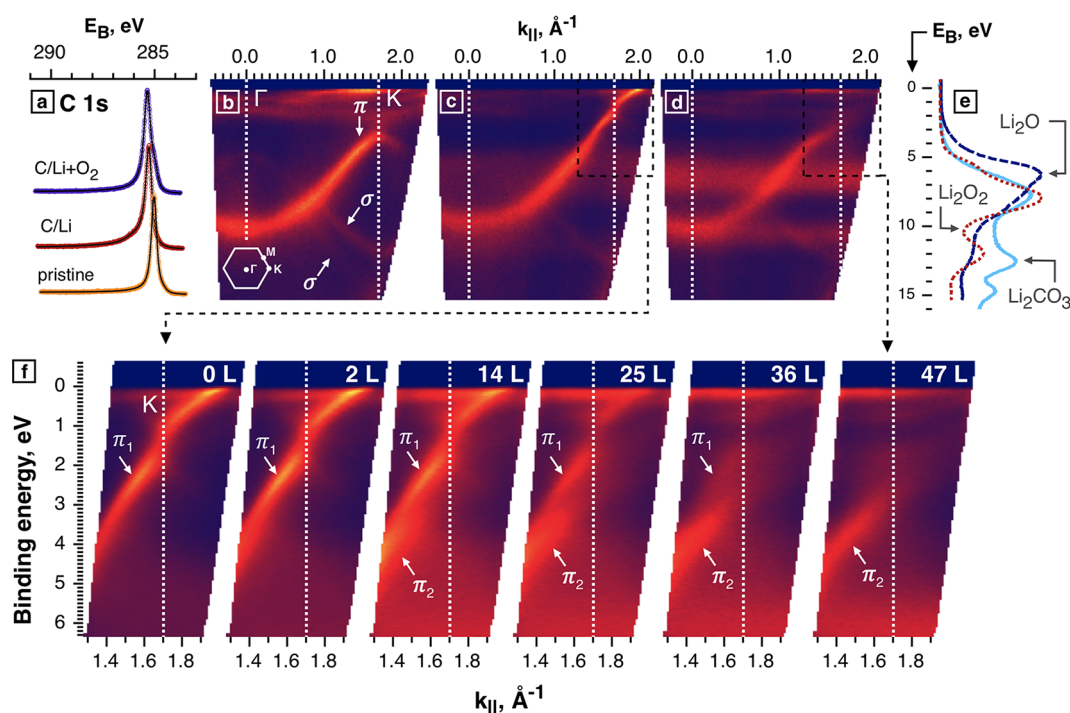 E_B, eV
290 285
a C 1s
C/Li+O₂
C/Li
pristine
k_||, Å⁻¹
0.0 1.0 2.0 0.0 1.0 2.0 0.0 1.0 2.0
b Γ K
π
σ
σ
M
K
Γ
c
d
E_B, eV
e
0
5
10
15
Li₂O
Li₂O₂
Li₂CO₃
f
0 L 2 L 14 L 25 L 36 L 47 L
K
π₁ π₁ π₁ π₁ π₁
π₂ π₂ π₂ π₂
Binding energy, eV
0
1
2
3
4
5
6
1.4 1.6 1.8 1.4 1.6 1.8 1.4 1.6 1.8 1.4 1.6 1.8 1.4 1.6 1.8 1.4 1.6 1.8
k_||, Å⁻¹